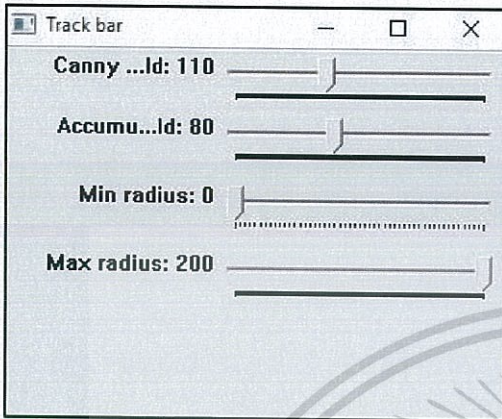 Track bar
Canny ...ld: 110
Accumu...ld: 80
Min radius: 0
Max radius: 200